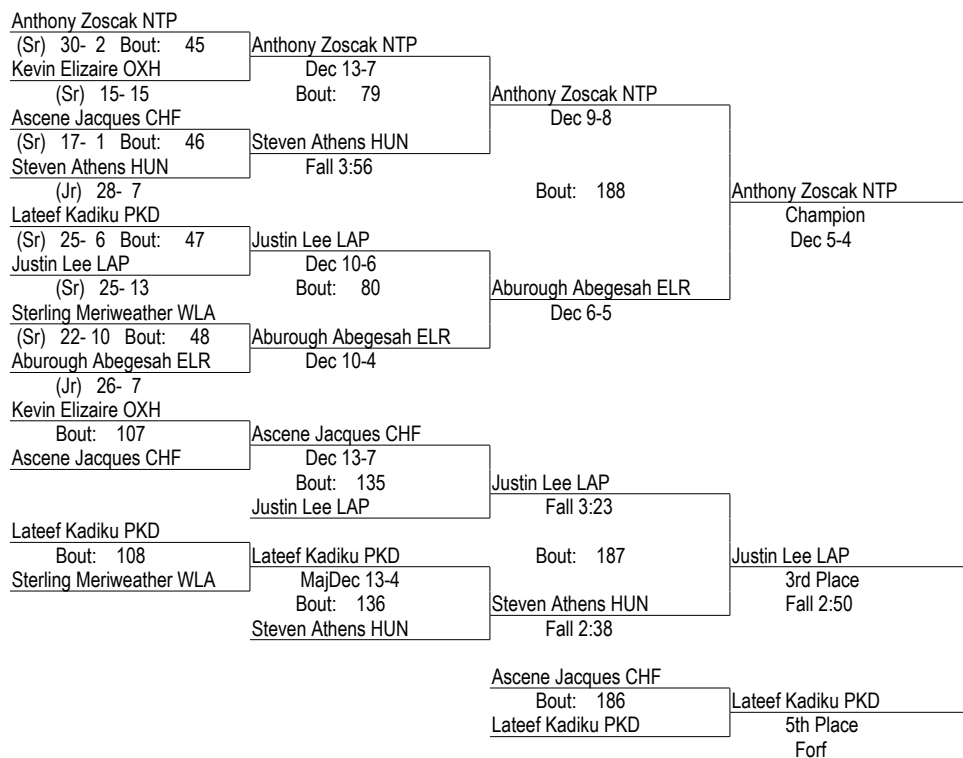 Anthony Zoscak NTP
(Sr) 30- 2 Bout: 45
Kevin Elizaire OXH
(Sr) 15- 15
Ascene Jacques CHF
(Sr) 17- 1 Bout: 46
Steven Athens HUN
(Jr) 28- 7
Lateef Kadiku PKD
(Sr) 25- 6 Bout: 47
Justin Lee LAP
(Sr) 25- 13
Sterling Meriweather WLA
(Sr) 22- 10 Bout: 48
Aburough Abegesah ELR
(Jr) 26- 7
Anthony Zoscak NTP
Dec 13-7
Bout: 79
Steven Athens HUN
Fall 3:56
Justin Lee LAP
Dec 10-6
Bout: 80
Aburough Abegesah ELR
Dec 10-4
Anthony Zoscak NTP
Dec 9-8
Bout: 188
Aburough Abegesah ELR
Dec 6-5
Anthony Zoscak NTP
Champion
Dec 5-4
Kevin Elizaire OXH
Bout: 107
Ascene Jacques CHF
Lateef Kadiku PKD
Bout: 108
Sterling Meriweather WLA
Ascene Jacques CHF
Dec 13-7
Bout: 135
Justin Lee LAP
Lateef Kadiku PKD
MajDec 13-4
Bout: 136
Steven Athens HUN
Justin Lee LAP
Fall 3:23
Bout: 187
Steven Athens HUN
Fall 2:38
Justin Lee LAP
3rd Place
Fall 2:50
Ascene Jacques CHF
Bout: 186
Lateef Kadiku PKD
Lateef Kadiku PKD
5th Place
Forf